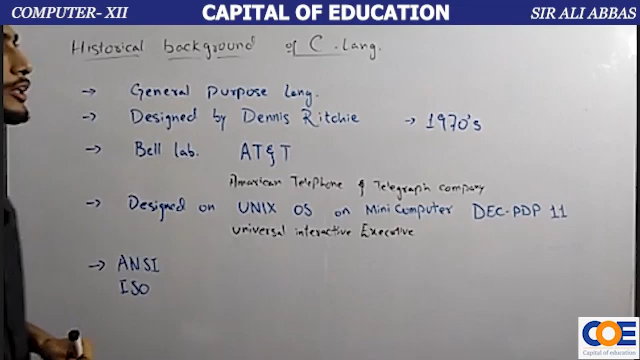 COMPUTER- XII
CAPITAL OF EDUCATION
SIR ALI ABBAS
Historical background of C.lang.
→ General Purpose lang.
→ Designed by Dennis Ritchie → 1970's
→ Bell lab. AT&T
American Telephone & Telegraph company
→ Designed on UNIX OS on MiniComputer DEC-PDP 11
Universal interactive Executive
→ ANSI
ISO
COE
Capital of education